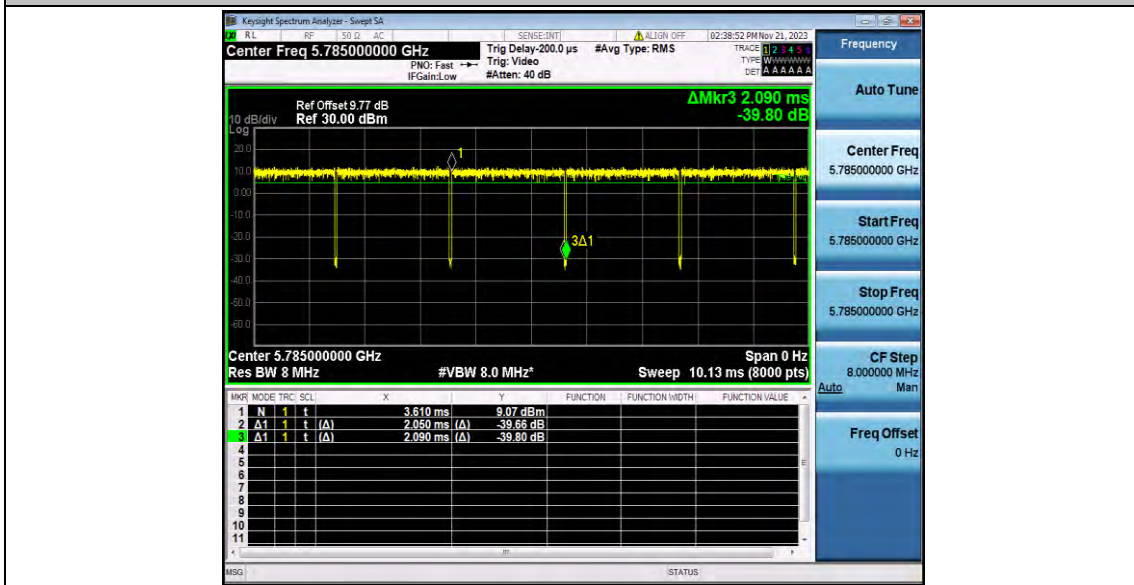 Keysight Spectrum Analyzer - Swept SA
RL RF 50 Ω AC SENSE:INT ALIGN OFF 02:38:52 PM Nov 21, 2023
Center Freq 5.785000000 GHz
PNO: Fast
IFGain:Low
Trig Delay-200.0 µs
Trig: Video
#Atten: 40 dB
#Avg Type: RMS
TRACE 1 2 3 4 5 6
TYPE WWWWWW
DET A A A A A A
ΔMkr3 2.090 ms
-39.80 dB
Ref Offset 9.77 dB
10 dB/div Ref 30.00 dBm
Log
20.0
10.0
0.00
-10.0
-20.0
-30.0
-40.0
-50.0
-60.0
1
3Δ1
Center 5.785000000 GHz Span 0 Hz
Res BW 8 MHz #VBW 8.0 MHz* Sweep 10.13 ms (8000 pts)
MKR MODE TRC SCL X Y FUNCTION FUNCTION WIDTH FUNCTION VALUE
1 N 1 t 3.610 ms 9.07 dBm
2 Δ1 1 t (Δ) 2.050 ms (Δ) -39.66 dB
3 Δ1 1 t (Δ) 2.090 ms (Δ) -39.80 dB
4
5
6
7
8
9
10
11
MSG STATUS
Frequency
Auto Tune
Center Freq
5.785000000 GHz
Start Freq
5.785000000 GHz
Stop Freq
5.785000000 GHz
CF Step
8.000000 MHz
Auto Man
Freq Offset
0 Hz